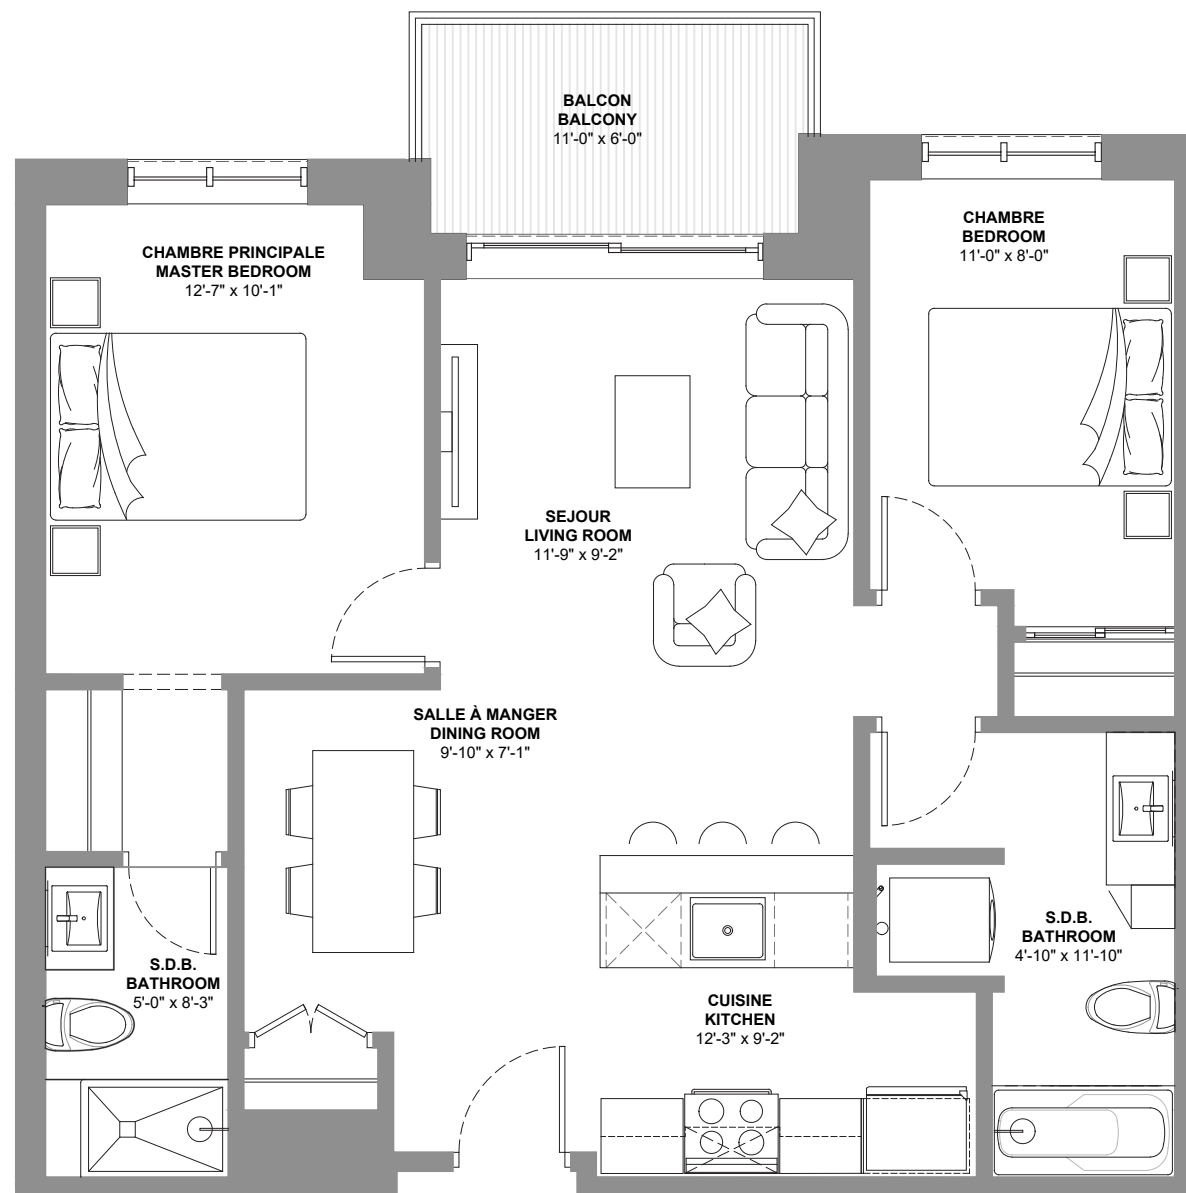 BALCON
BALCONY
11'-0" x 6'-0"
CHAMBRE PRINCIPALE
MASTER BEDROOM
12'-7" x 10'-1"
CHAMBRE
BEDROOM
11'-0" x 8'-0"
SEJOUR
LIVING ROOM
11'-9" x 9'-2"
SALLE À MANGER
DINING ROOM
9'-10" x 7'-1"
S.D.B.
BATHROOM
5'-0" x 8'-3"
CUISINE
KITCHEN
12'-3" x 9'-2"
S.D.B.
BATHROOM
4'-10" x 11'-10"